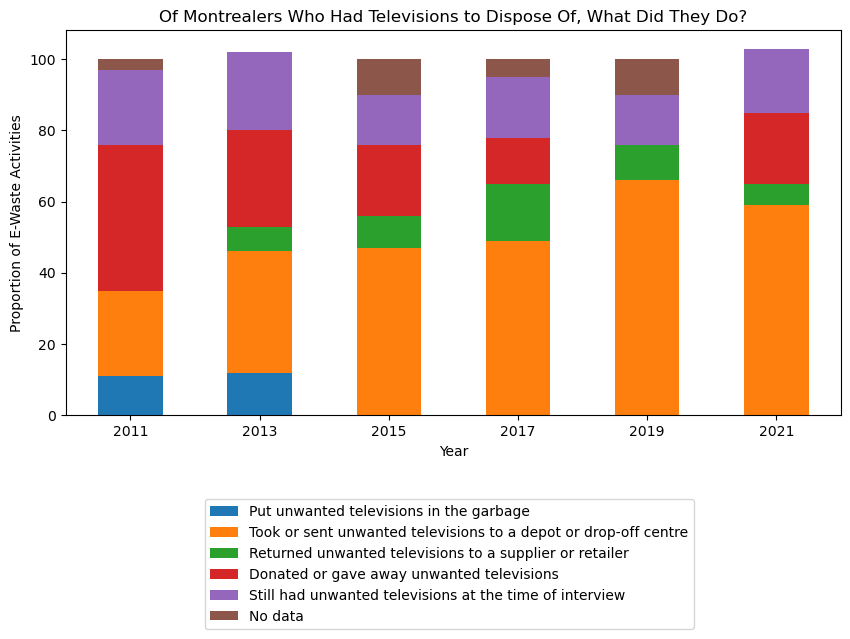 Of Montrealers Who Had Televisions to Dispose Of, What Did They Do?
100
80
60
40
20
0
Proportion of E-Waste Activities
2011 2013 2015 2017 2019 2021
Year
Put unwanted televisions in the garbage
Took or sent unwanted televisions to a depot or drop-off centre
Returned unwanted televisions to a supplier or retailer
Donated or gave away unwanted televisions
Still had unwanted televisions at the time of interview
No data